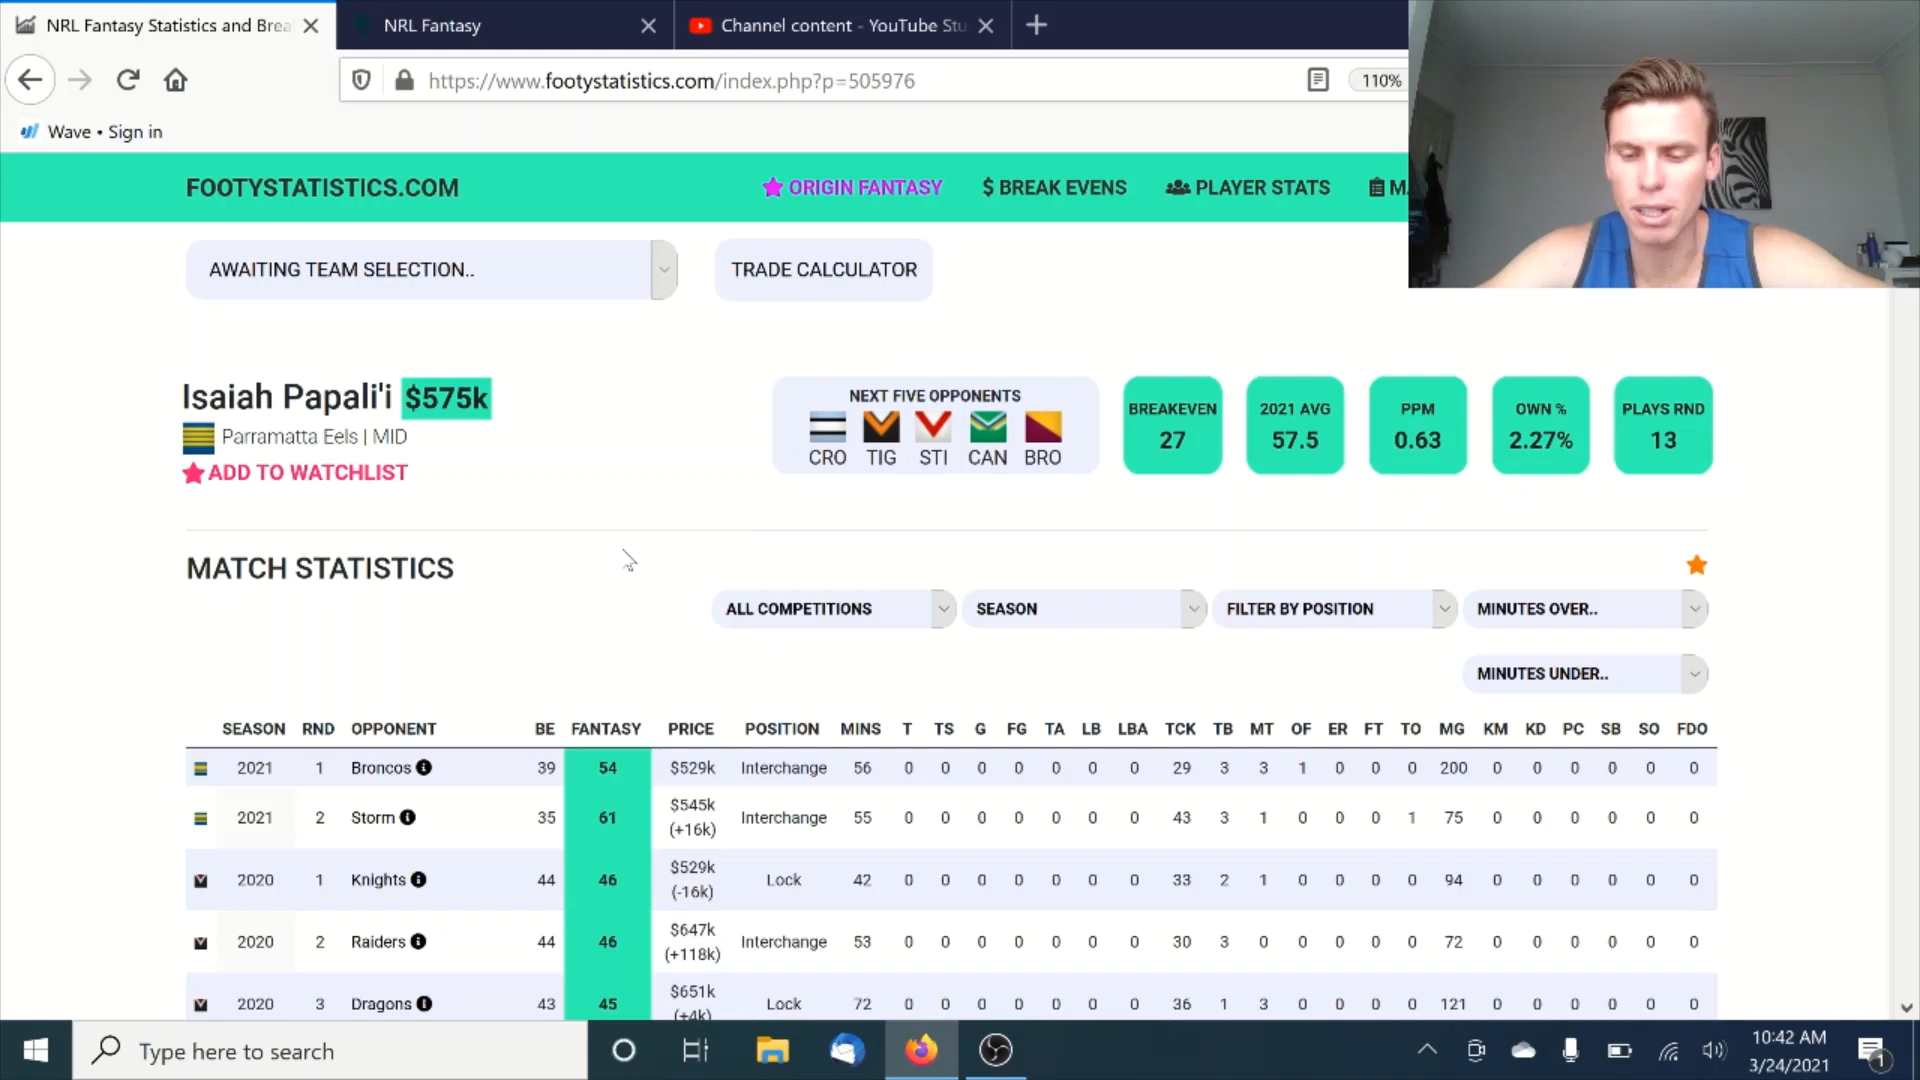 NRL Fantasy Statistics and Brea
NRL Fantasy
Channel content - YouTube Stu
https://www.footystatistics.com/index.php?p=505976
110%
Wave • Sign in
FOOTYSTATISTICS.COM
ORIGIN FANTASY
$ BREAK EVENS
PLAYER STATS
M
AWAITING TEAM SELECTION..
TRADE CALCULATOR
Isaiah Papali'i $575k
Parramatta Eels | MID
ADD TO WATCHLIST
NEXT FIVE OPPONENTS
CRO TIG STI CAN BRO
BREAKEVEN
27
2021 AVG
57.5
PPM
0.63
OWN %
2.27%
PLAYS RND
13
MATCH STATISTICS
ALL COMPETITIONS
SEASON
FILTER BY POSITION
MINUTES OVER..
MINUTES UNDER..
SEASON RND OPPONENT BE FANTASY PRICE POSITION MINS T TS G FG TA LB LBA TCK TB MT OF ER FT TO MG KM KD PC SB SO FDO
2021 1 Broncos 39 54 $529k Interchange 56 0 0 0 0 0 0 0 29 3 3 1 0 0 0 200 0 0 0 0 0 0
2021 2 Storm 35 61 $545k (+16k) Interchange 55 0 0 0 0 0 0 0 43 3 1 0 0 0 1 75 0 0 0 0 0 0
2020 1 Knights 44 46 $529k (-16k) Lock 42 0 0 0 0 0 0 0 33 2 1 0 0 0 0 94 0 0 0 0 0 0
2020 2 Raiders 44 46 $647k (+118k) Interchange 53 0 0 0 0 0 0 0 30 3 0 0 0 0 0 72 0 0 0 0 0 0
2020 3 Dragons 43 45 $651k (+4k) Lock 72 0 0 0 0 0 0 0 36 1 3 0 0 0 0 121 0 0 0 0 0 0
Type here to search
10:42 AM
3/24/2021
1